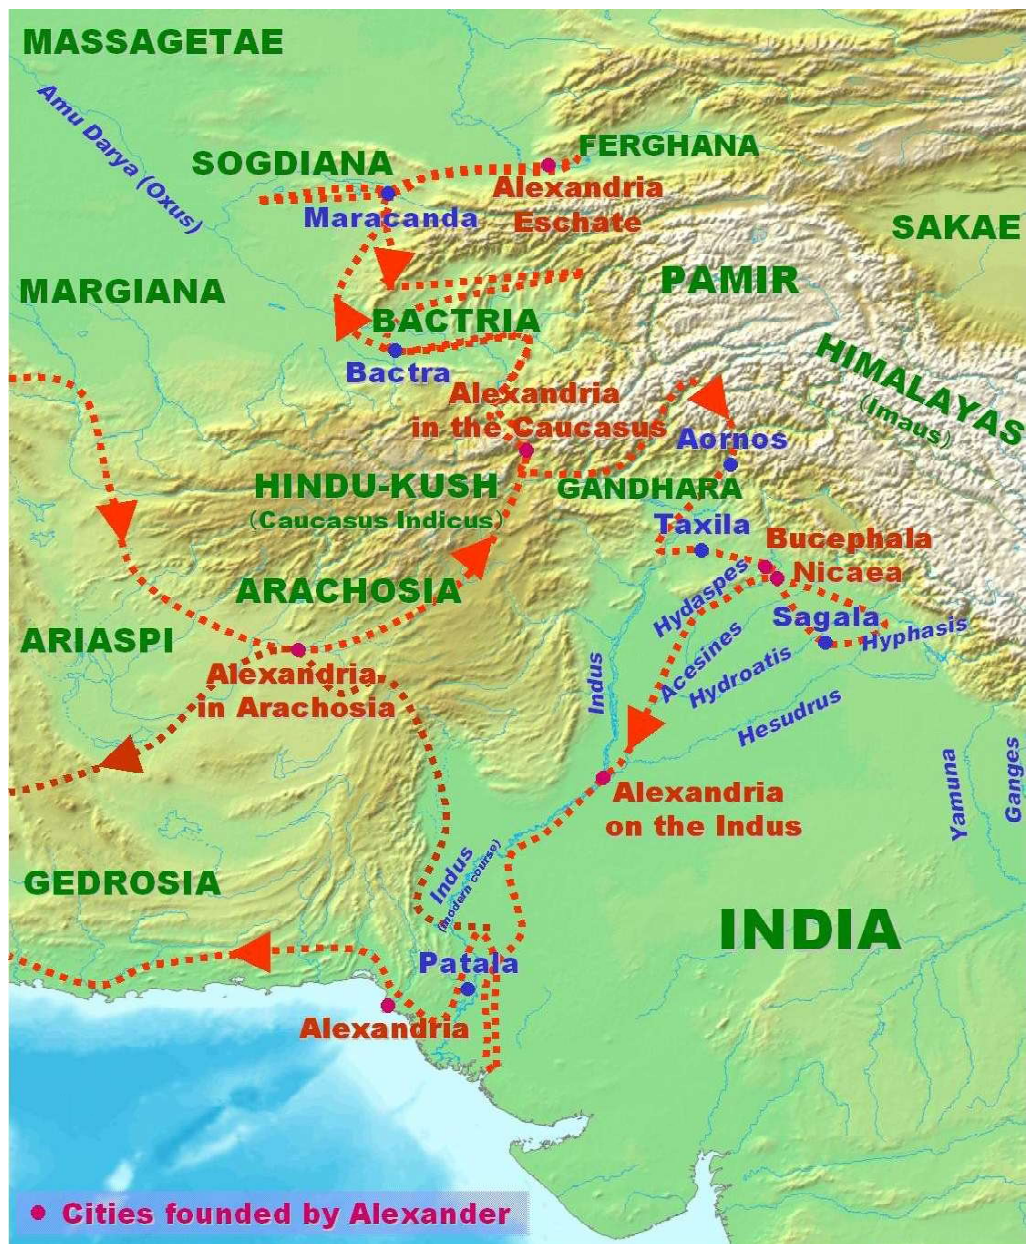 MASSAGETAE
Amu Darya (Oxus)
SOGDIANA
FERGHANA
Maracanda
Alexandria
Eschate
SAKAE
PAMIR
MARGIANA
BACTRIA
Bactra
HIMALAYAS
(Imaus)
Alexandria
in the Caucasus
Aornos
HINDU-KUSH
(Caucasus Indicus)
GANDHARA
Taxila
Bucephala
Nicaea
ARACHOSIA
Hydaspes
Sagala
Hyphasis
ARIASPI
Acesines
Hydroatis
Alexandria
in Arachosia
Indus
Hesudrus
Alexandria
on the Indus
Yamuna
Ganges
GEDROSIA
Indus
(modern course)
INDIA
Patala
Alexandria
Cities founded by Alexander